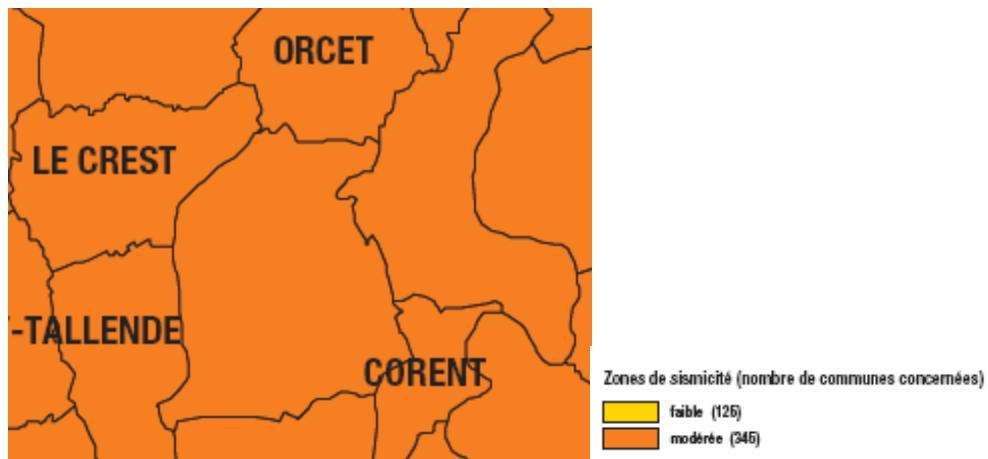 ORCET
LE CREST
-TALLENDE
CORENT
Zones de sismicité (nombre de communes concernées)
faible (125)
modérée (345)